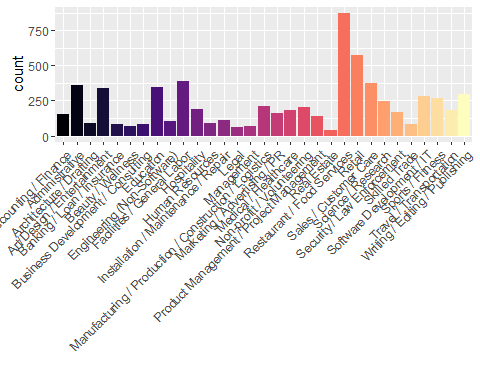 count
750
500
250
0
Accounting / Finance
Administrative
Architecture / Drafting
Art / Design / Entertainment
Banking / Loan / Insurance
Beauty / Wellness
Business Development / Consulting
Education
Engineering (Non-Software)
Facilities / General Labor
Hospitality
Human Resources
Installation / Maintenance / Repair
Legal
Management
Manufacturing / Production / Construction / Logistics
Marketing / Advertising / PR
Medical / Healthcare
Non-Profit / Volunteering
Product Management / Project Management
Real Estate
Restaurant / Food Services
Retail
Sales / Customer Care
Science / Research
Security / Law Enforcement
Skilled Trade
Software Development / IT
Sports / Fitness
Travel / Transportation
Writing / Editing / Publishing